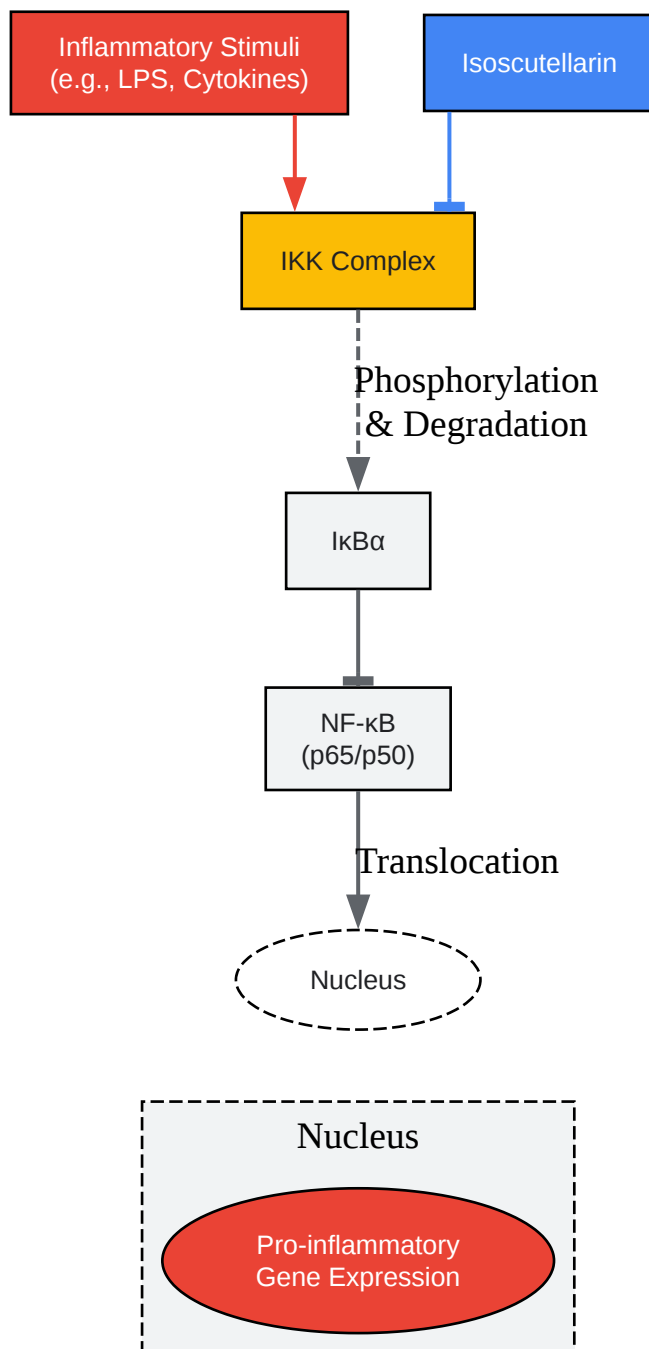 Inflammatory Stimuli
(e.g., LPS, Cytokines)
Isoscutellarin
IKK Complex
Phosphorylation
& Degradation
IκBα
NF-κB
(p65/p50)
Translocation
Nucleus
Nucleus
Pro-inflammatory
Gene Expression